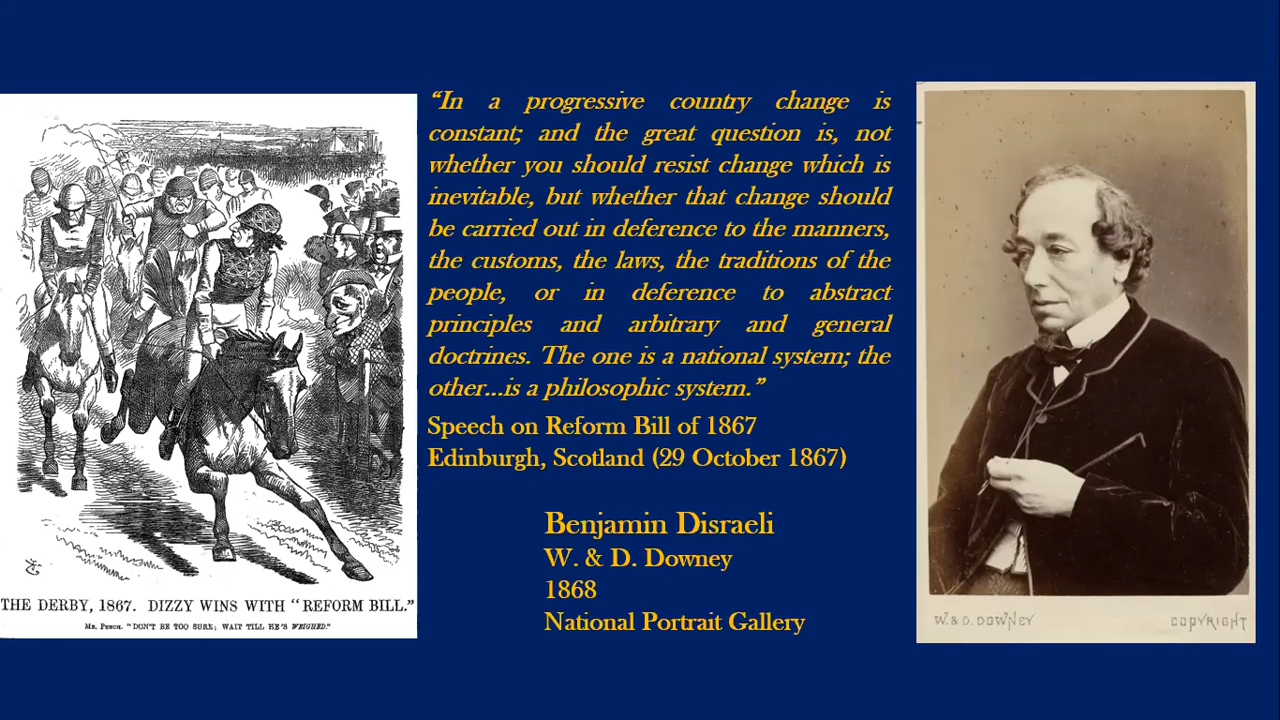 “In a progressive country change is
constant; and the great question is, not
whether you should resist change which is
inevitable, but whether that change should
be carried out in deference to the manners,
the customs, the laws, the traditions of the
people, or in deference to abstract
principles and arbitrary and general
doctrines. The one is a national system; the
other...is a philosophic system.”
Speech on Reform Bill of 1867
Edinburgh, Scotland (29 October 1867)
Benjamin Disraeli
W. & D. Downey
1868
National Portrait Gallery
THE DERBY, 1867. DIZZY WINS WITH “REFORM BILL.”
Mr. Punch. “DON'T BE TOO SURE; WAIT TILL HE'S WEIGHED.”
W. & D. DOWNEY COPYRIGHT